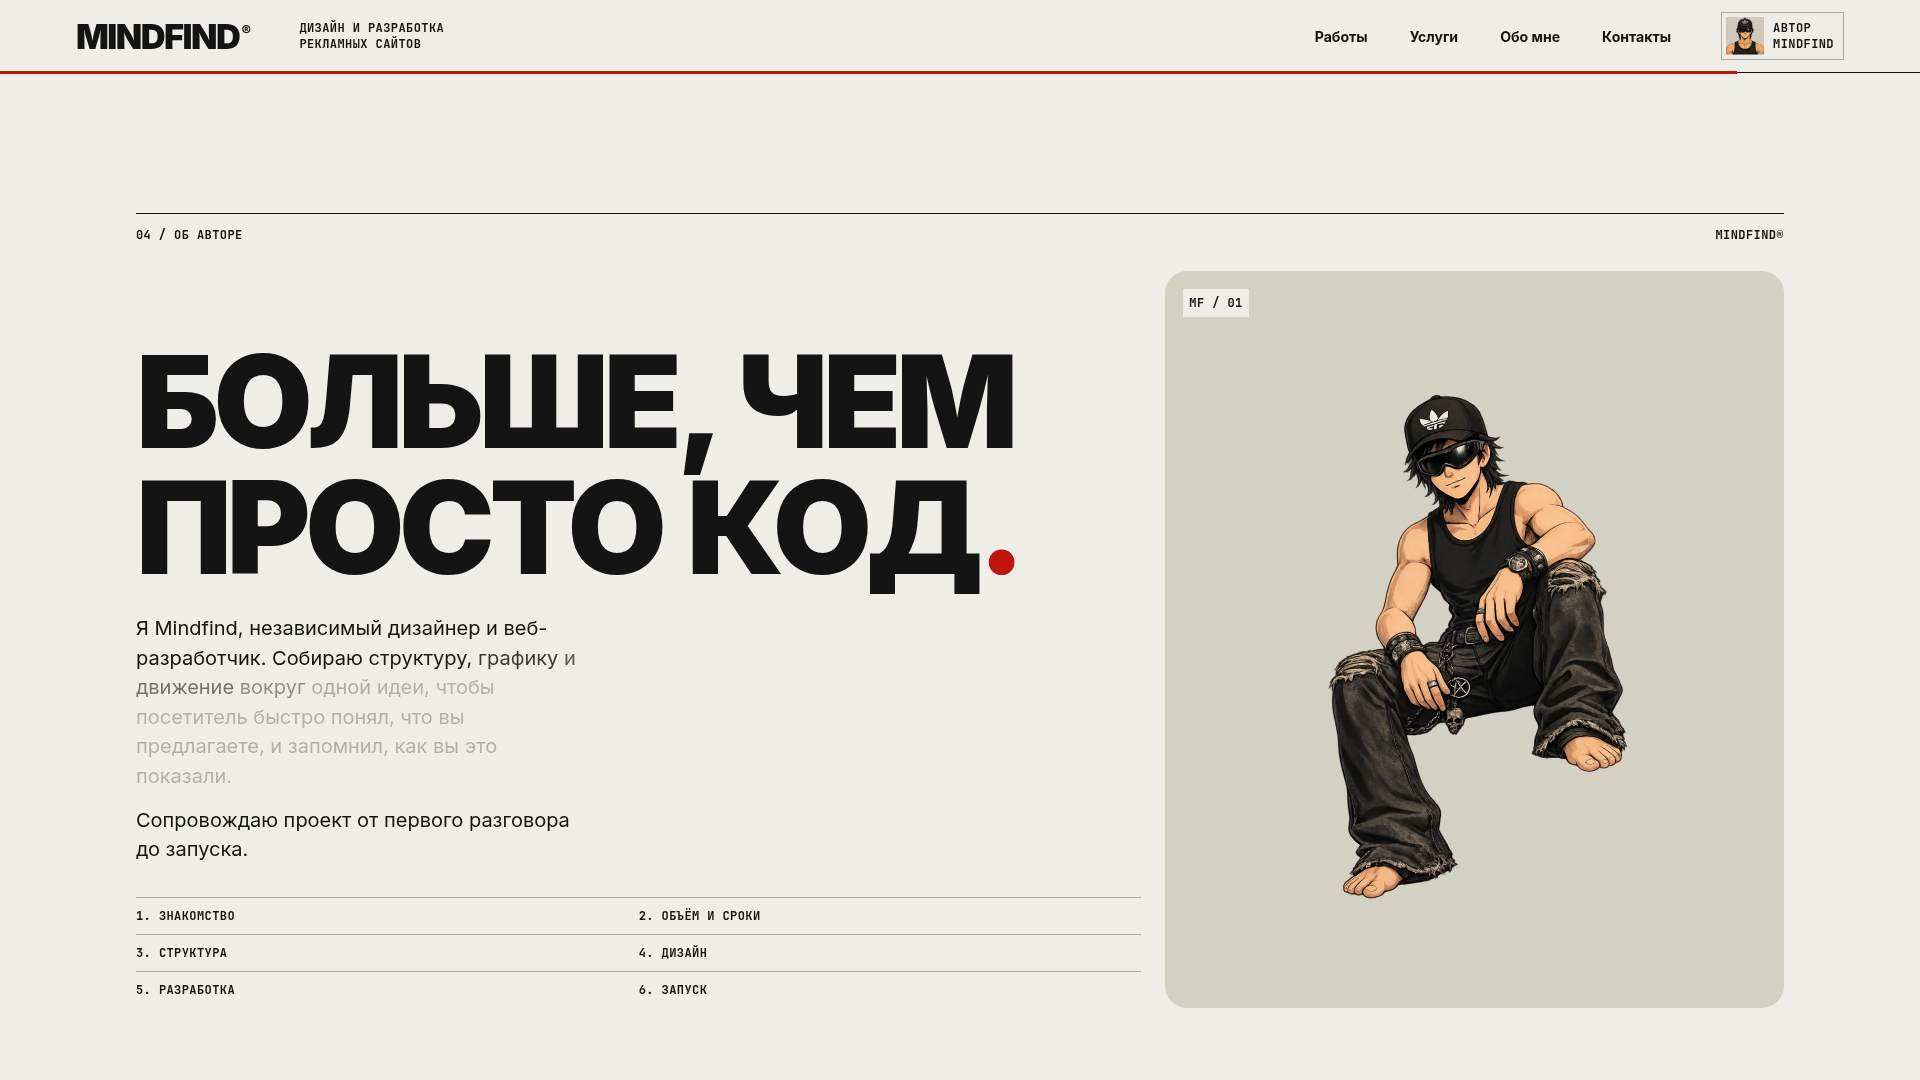 MINDFIND®
ДИЗАЙН И РАЗРАБОТКА
РЕКЛАМНЫХ САЙТОВ
Работы
Услуги
Обо мне
Контакты
АВТОР
MINDFIND
04 / ОБ АВТОРЕ
MINDFIND®
MF / 01
БОЛЬШЕ, ЧЕМ
ПРОСТО КОД.
Я Mindfind, независимый дизайнер и веб-
разработчик. Собираю структуру, графику и
движение вокруг одной идеи, чтобы
посетитель быстро понял, что вы
предлагаете, и запомнил, как вы это
показали.
Сопровождаю проект от первого разговора
до запуска.
1. ЗНАКОМСТВО
2. ОБЪЁМ И СРОКИ
3. СТРУКТУРА
4. ДИЗАЙН
5. РАЗРАБОТКА
6. ЗАПУСК